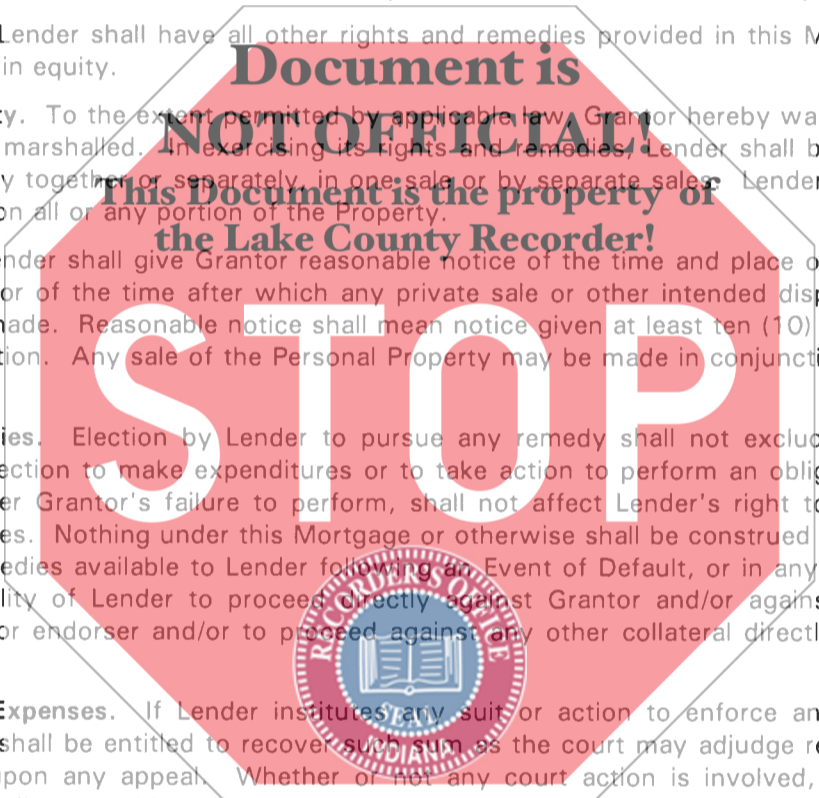 Lender shall have all other rights and remedies provided in this M
in equity.
Document is
ty. To the extent permitted by applicable law, Grantor hereby wa
NOT OFFICIAL!
marshalled. In exercising its rights and remedies, Lender shall b
y together or separately, in one sale or by separate sales. Lender
This Document is the property of
on all or any portion of the Property.
the Lake County Recorder!
nder shall give Grantor reasonable notice of the time and place o
or of the time after which any private sale or other intended disp
ade. Reasonable notice shall mean notice given at least ten (10)
tion. Any sale of the Personal Property may be made in conjuncti
STOP
ies. Election by Lender to pursue any remedy shall not exclud
ection to make expenditures or to take action to perform an oblig
er Grantor's failure to perform, shall not affect Lender's right to
es. Nothing under this Mortgage or otherwise shall be construed
edies available to Lender following an Event of Default, or in any
lity of Lender to proceed directly against Grantor and/or agains
or endorser and/or to proceed against any other collateral directl
RECORDER'S OFFICE
SEAL
INDIANA
Expenses. If Lender institutes any suit or action to enforce an
shall be entitled to recover such sum as the court may adjudge re
upon any appeal. Whether or not any court action is involved,